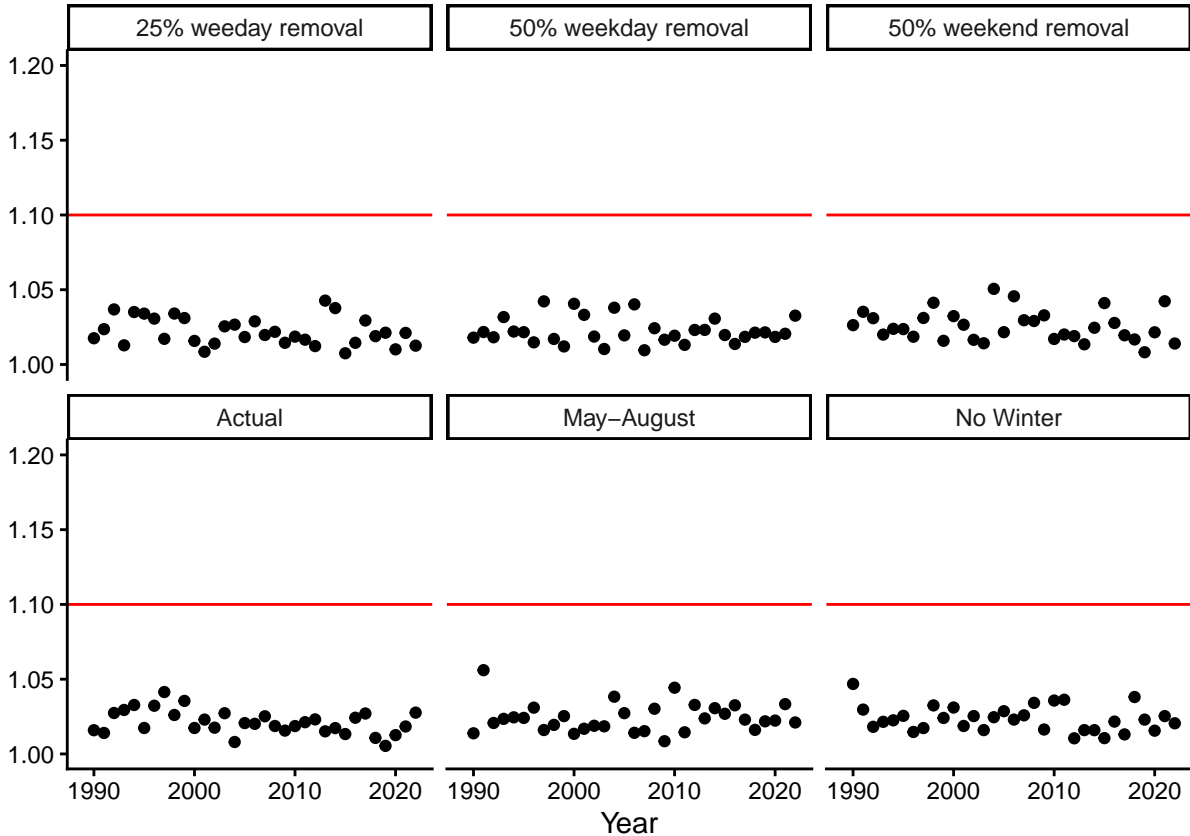 25% weeday removal
50% weekday removal
50% weekend removal
1.20
1.15
1.10
1.05
1.00
Actual
May−August
No Winter
1.20
1.15
1.10
1.05
1.00
1990 2000 2010 2020
1990 2000 2010 2020
1990 2000 2010 2020
Year